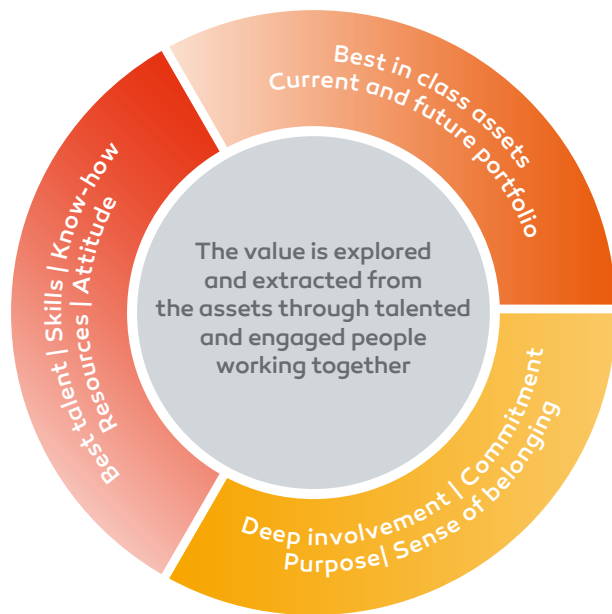 Best in class assets
Current and future portfolio
The value is explored
and extracted from
the assets through talented
and engaged people
working together
Best talent | Skills | Know-how
Resources | Attitude
Deep involvement | Commitment
Purpose| Sense of belonging